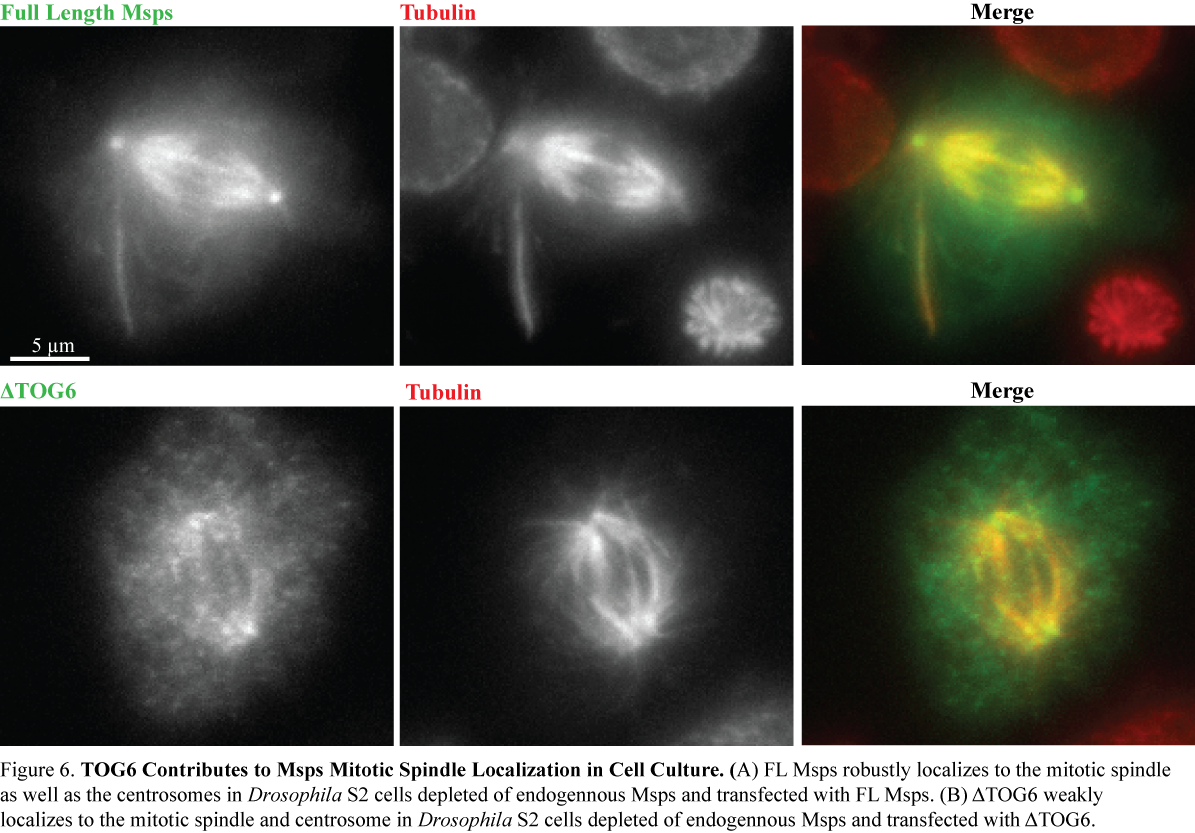 Full Length Msps Tubulin Merge
5 µm
ΔTOG6 Tubulin Merge
Figure 6. TOG6 Contributes to Msps Mitotic Spindle Localization in Cell Culture. (A) FL Msps robustly localizes to the mitotic spindle
as well as the centrosomes in Drosophila S2 cells depleted of endogennous Msps and transfected with FL Msps. (B) ΔTOG6 weakly
localizes to the mitotic spindle and centrosome in Drosophila S2 cells depleted of endogennous Msps and transfected with ΔTOG6.